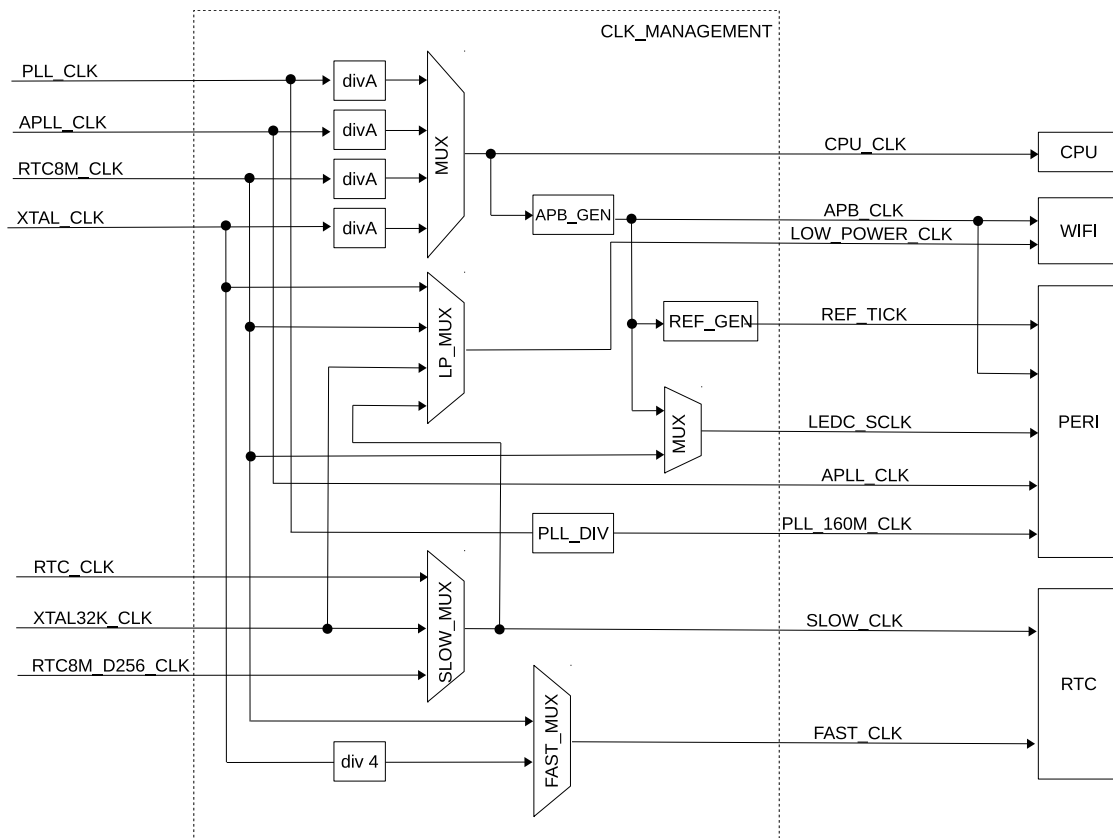 CLK_MANAGEMENT
PLL_CLK
divA
APLL_CLK
divA
MUX
CPU_CLK
CPU
RTC8M_CLK
divA
XTAL_CLK
divA
APB_GEN
APB_CLK
WIFI
LOW_POWER_CLK
LP_MUX
REF_GEN
REF_TICK
MUX
LEDC_SCLK
PERI
APLL_CLK
PLL_DIV
PLL_160M_CLK
RTC_CLK
XTAL32K_CLK
SLOW_MUX
SLOW_CLK
RTC8M_D256_CLK
RTC
FAST_MUX
FAST_CLK
div 4